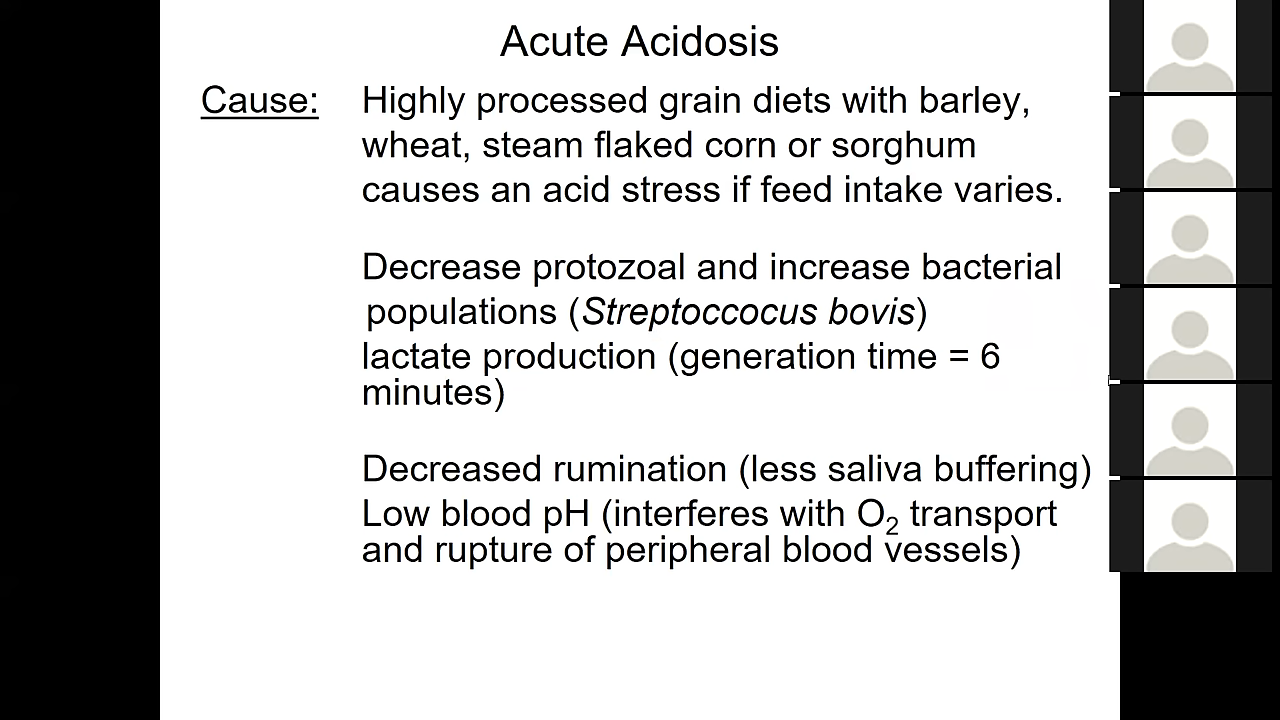 Acute Acidosis
Cause: Highly processed grain diets with barley,
wheat, steam flaked corn or sorghum
causes an acid stress if feed intake varies.
Decrease protozoal and increase bacterial
populations (Streptoccocus bovis)
lactate production (generation time = 6
minutes)
Decreased rumination (less saliva buffering)
Low blood pH (interferes with O₂ transport
and rupture of peripheral blood vessels)